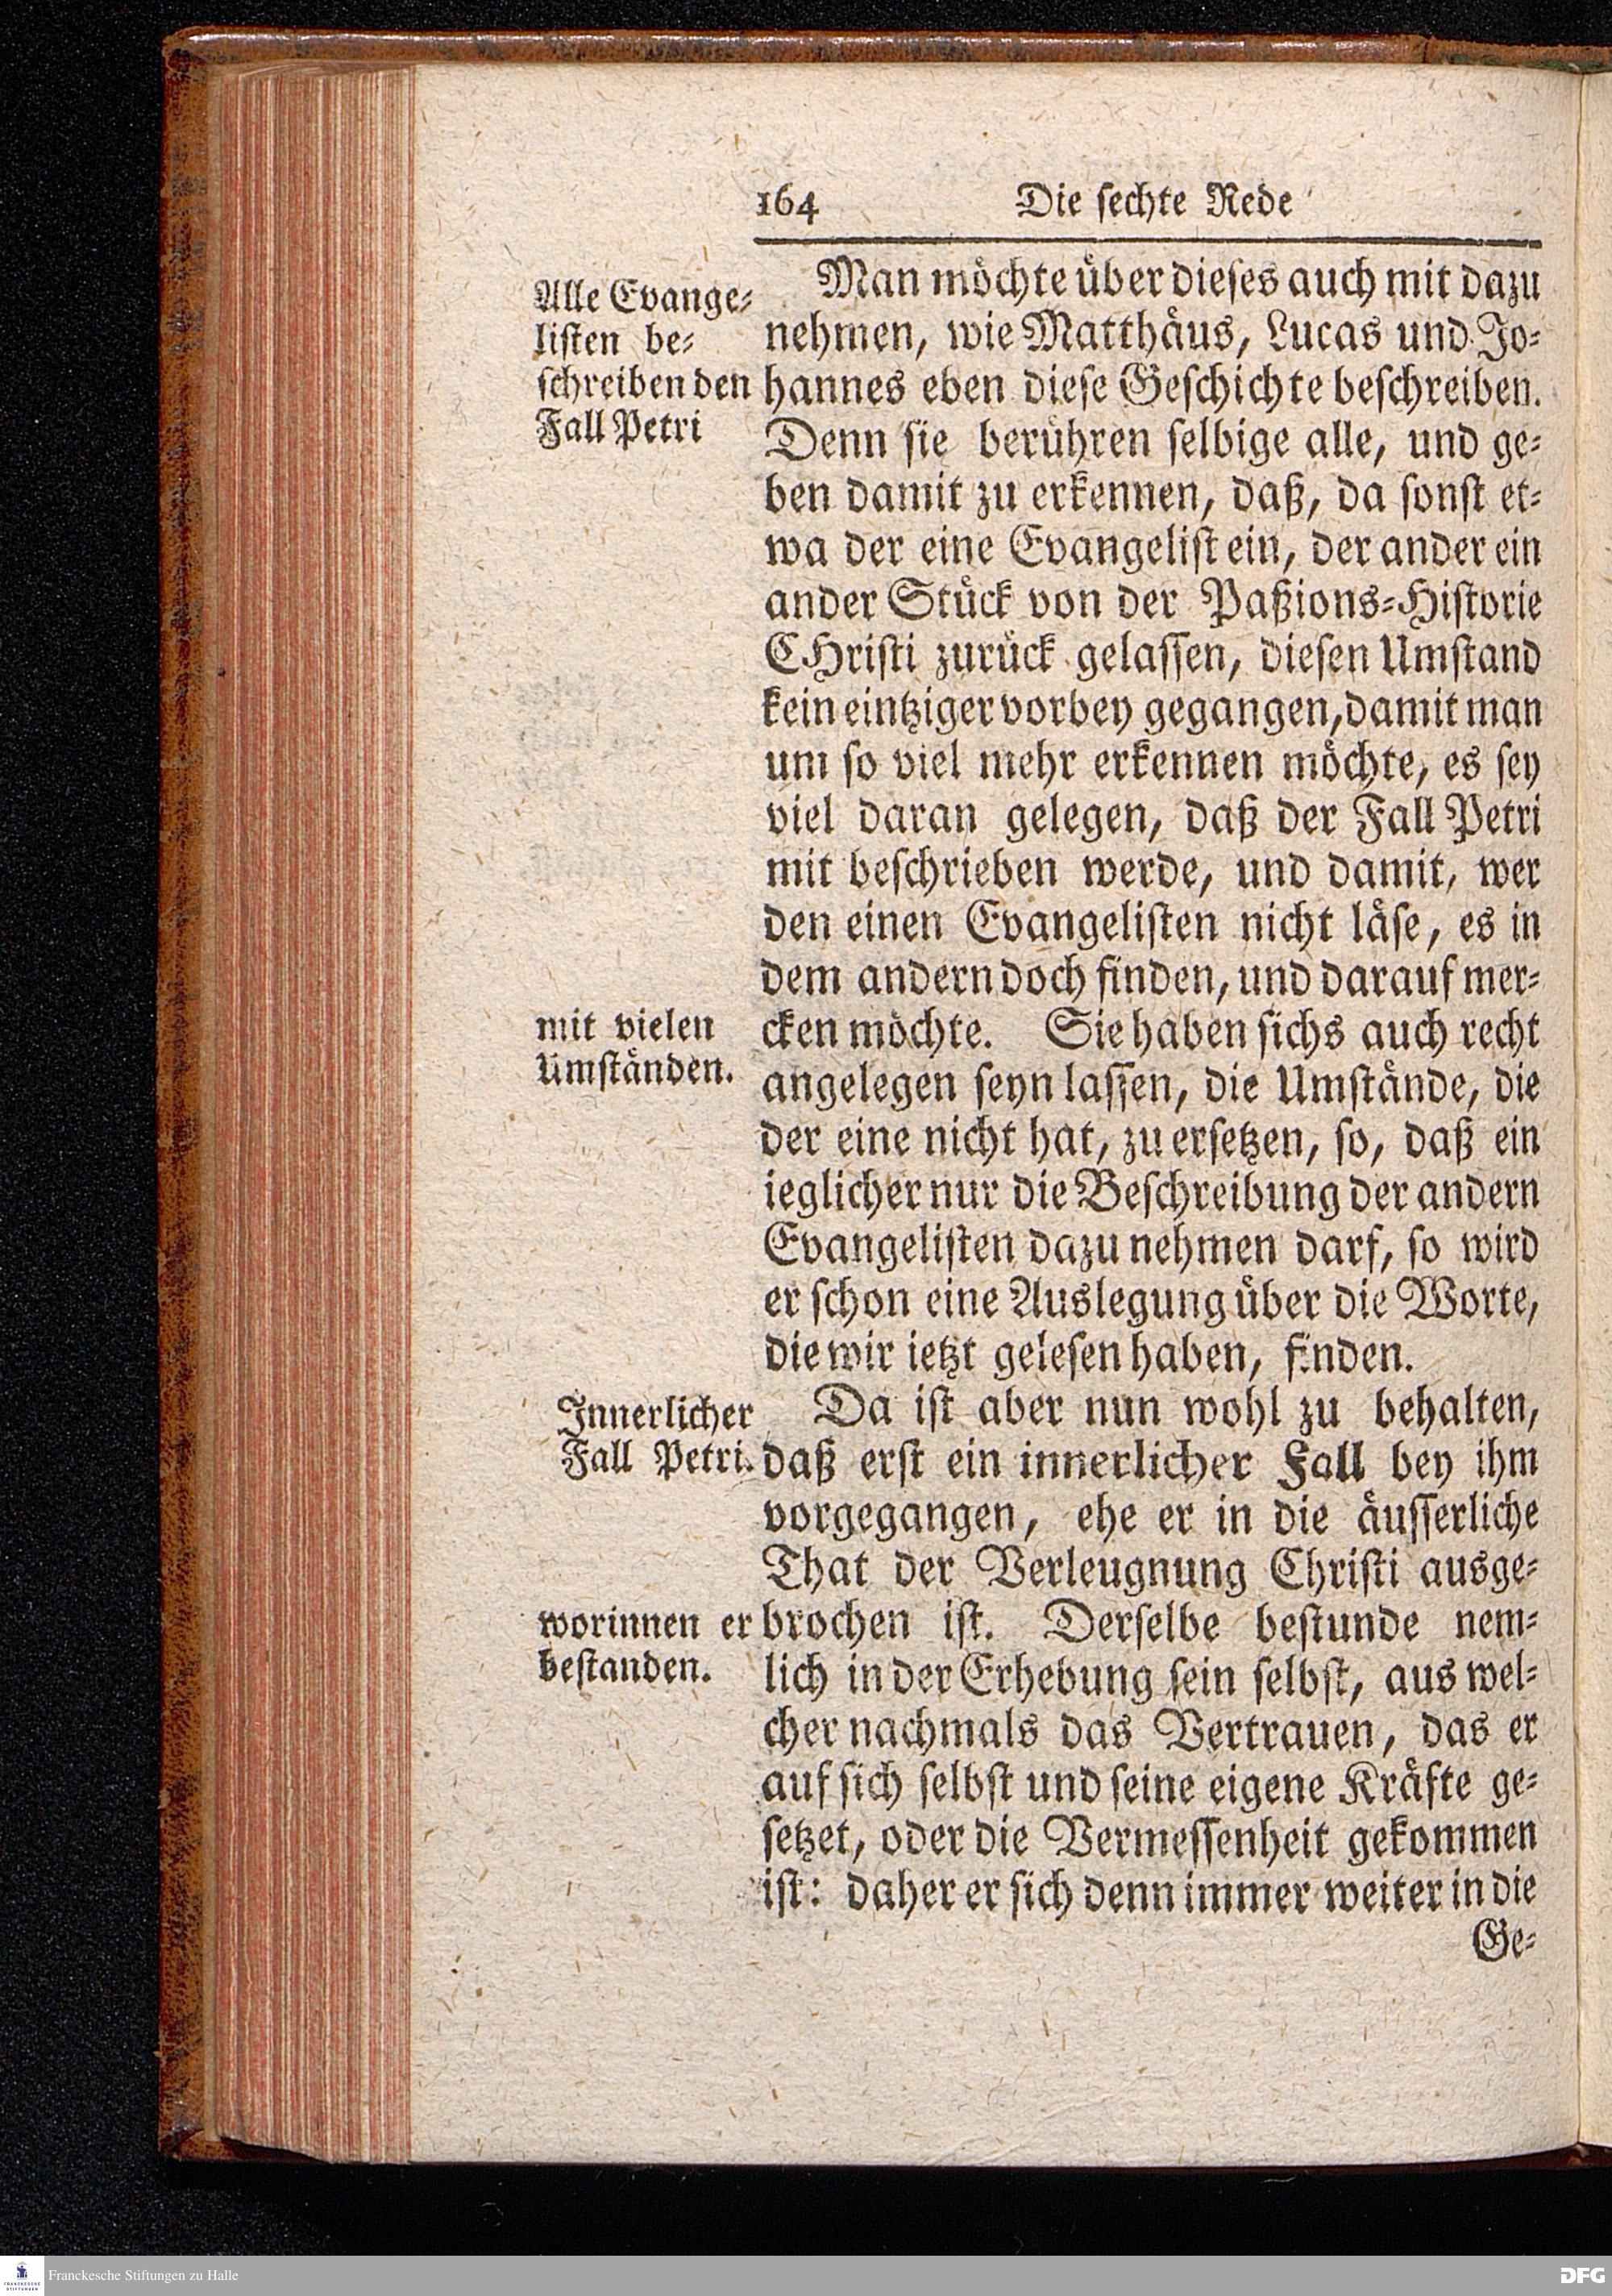 164 Die sechte Rede
Alle Evange-
listen be-
schreiben den
Fall Petri
Man möchte über dieses auch mit dazu
nehmen, wie Matthäus, Lucas und Jo-
hannes eben diese Geschichte beschreiben.
Denn sie berühren selbige alle, und ge-
ben damit zu erkennen, daß, da sonst et-
wa der eine Evangelist ein, der ander ein
ander Stück von der Paßions-Historie
CHristi zurück gelassen, diesen Umstand
kein eintziger vorbey gegangen, damit man
um so viel mehr erkennen möchte, es sey
viel daran gelegen, daß der Fall Petri
mit beschrieben werde, und damit, wer
den einen Evangelisten nicht läse, es in
dem andern doch finden, und darauf mer-
mit vielen
Umständen.
cken möchte. Sie haben sichs auch recht
angelegen seyn lassen, die Umstände, die
der eine nicht hat, zu ersetzen, so, daß ein
ieglicher nur die Beschreibung der andern
Evangelisten dazu nehmen darf, so wird
er schon eine Auslegung über die Worte,
die wir ietzt gelesen haben, finden.
Innerlicher
Fall Petri.
Da ist aber nun wohl zu behalten,
daß erst ein innerlicher Fall bey ihm
vorgegangen, ehe er in die äusserliche
That der Verleugnung Christi ausge-
worinnen er
bestanden.
brochen ist. Derselbe bestunde nem-
lich in der Erhebung sein selbst, aus wel-
cher nachmals das Vertrauen, das er
auf sich selbst und seine eigene Kräfte ge-
setzet, oder die Vermessenheit gekommen
ist: daher er sich denn immer weiter in die
Ge-
FRANCKESCHE
STIFTUNGEN
Franckesche Stiftungen zu Halle
DFG